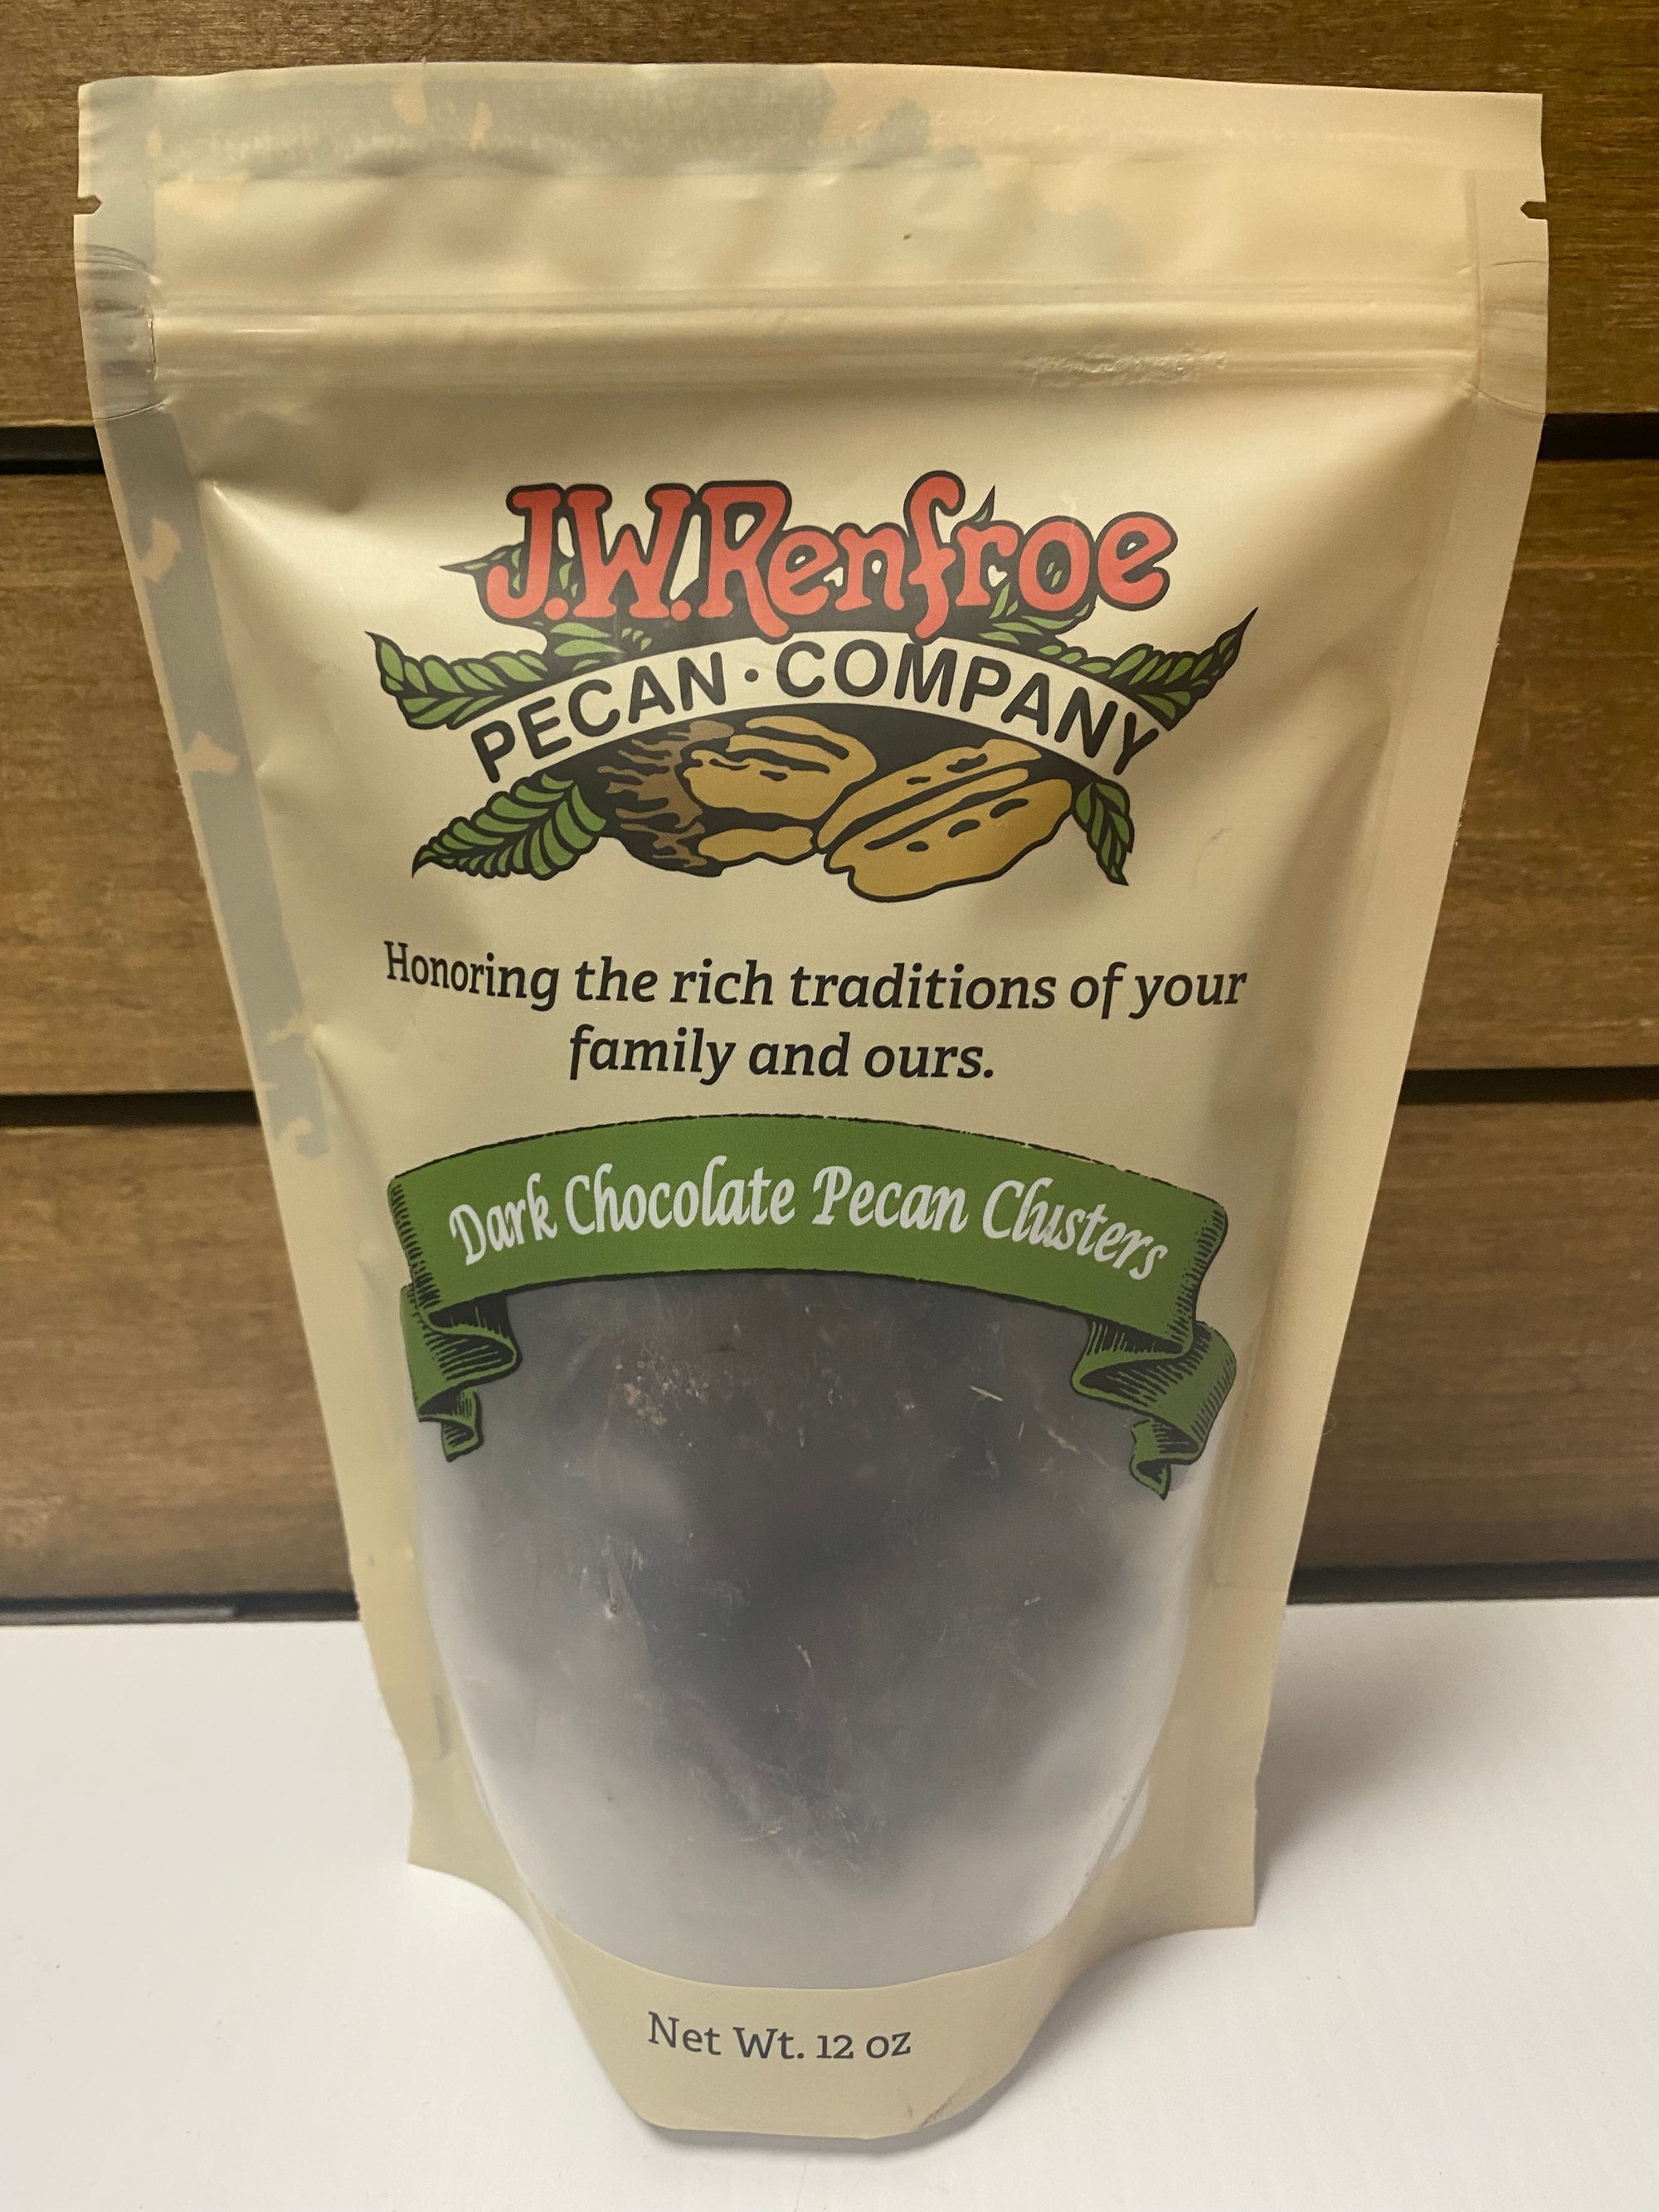 J.W. Renfroe
PECAN · COMPANY
Honoring the rich traditions of your
family and ours.
Dark Chocolate Pecan Clusters
Net Wt. 12 oz